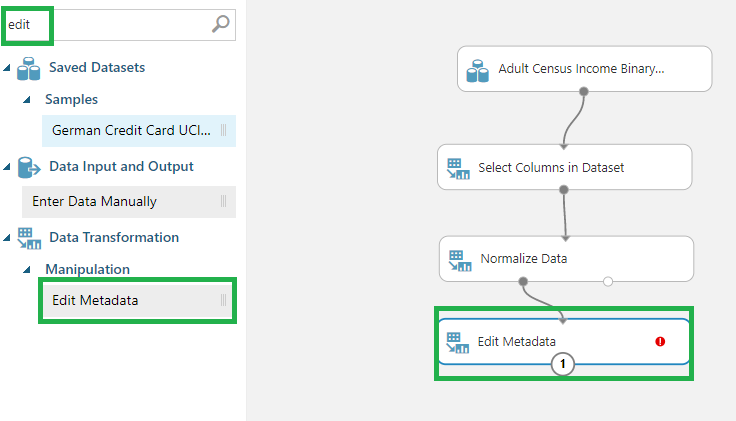 edit
Saved Datasets
Samples
German Credit Card UCI...
Data Input and Output
Enter Data Manually
Data Transformation
Manipulation
Edit Metadata
Adult Census Income Binary...
Select Columns in Dataset
Normalize Data
Edit Metadata
1